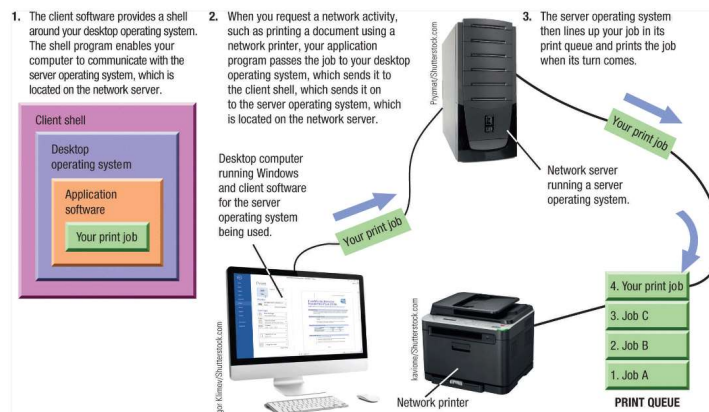 1. The client software provides a shell
around your desktop operating system.
The shell program enables your
computer to communicate with the
server operating system, which is
located on the network server.
Client shell
Desktop
operating system
Application
software
Your print job
2. When you request a network activity,
such as printing a document using a
network printer, your application
program passes the job to your desktop
operating system, which sends it to
the client shell, which sends it on
to the server operating system, which
is located on the network server.
Desktop computer
running Windows
and client software
for the server
operating system
being used.
Your print job
gor Klimov/Shutterstock.com
3. The server operating system
then lines up your job in its
print queue and prints the job
when its turn comes.
Pryzmat/Shutterstock.com
Your print job
Network server
running a server
operating system.
kavione/Shutterstock.com
Network printer
4. Your print job
3. Job C
2. Job B
1. Job A
PRINT QUEUE